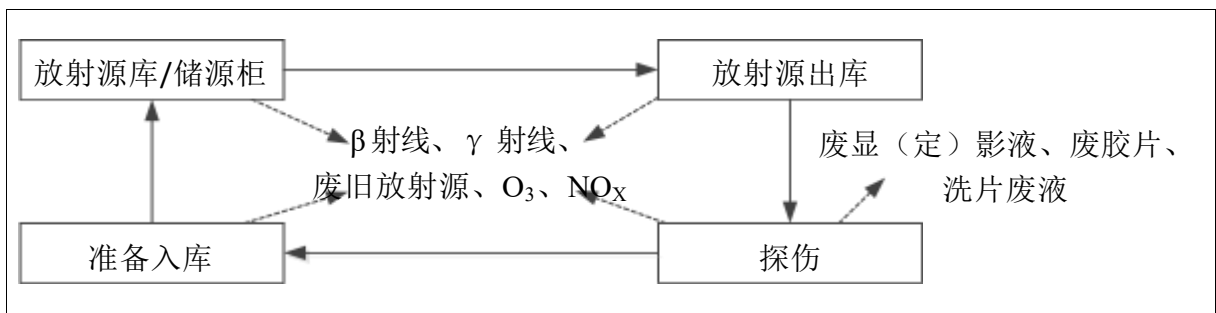 放射源库/储源柜
放射源出库
β射线、γ 射线、
废旧放射源、O₃、NOX
废显（定）影液、废胶片、
洗片废液
准备入库
探伤